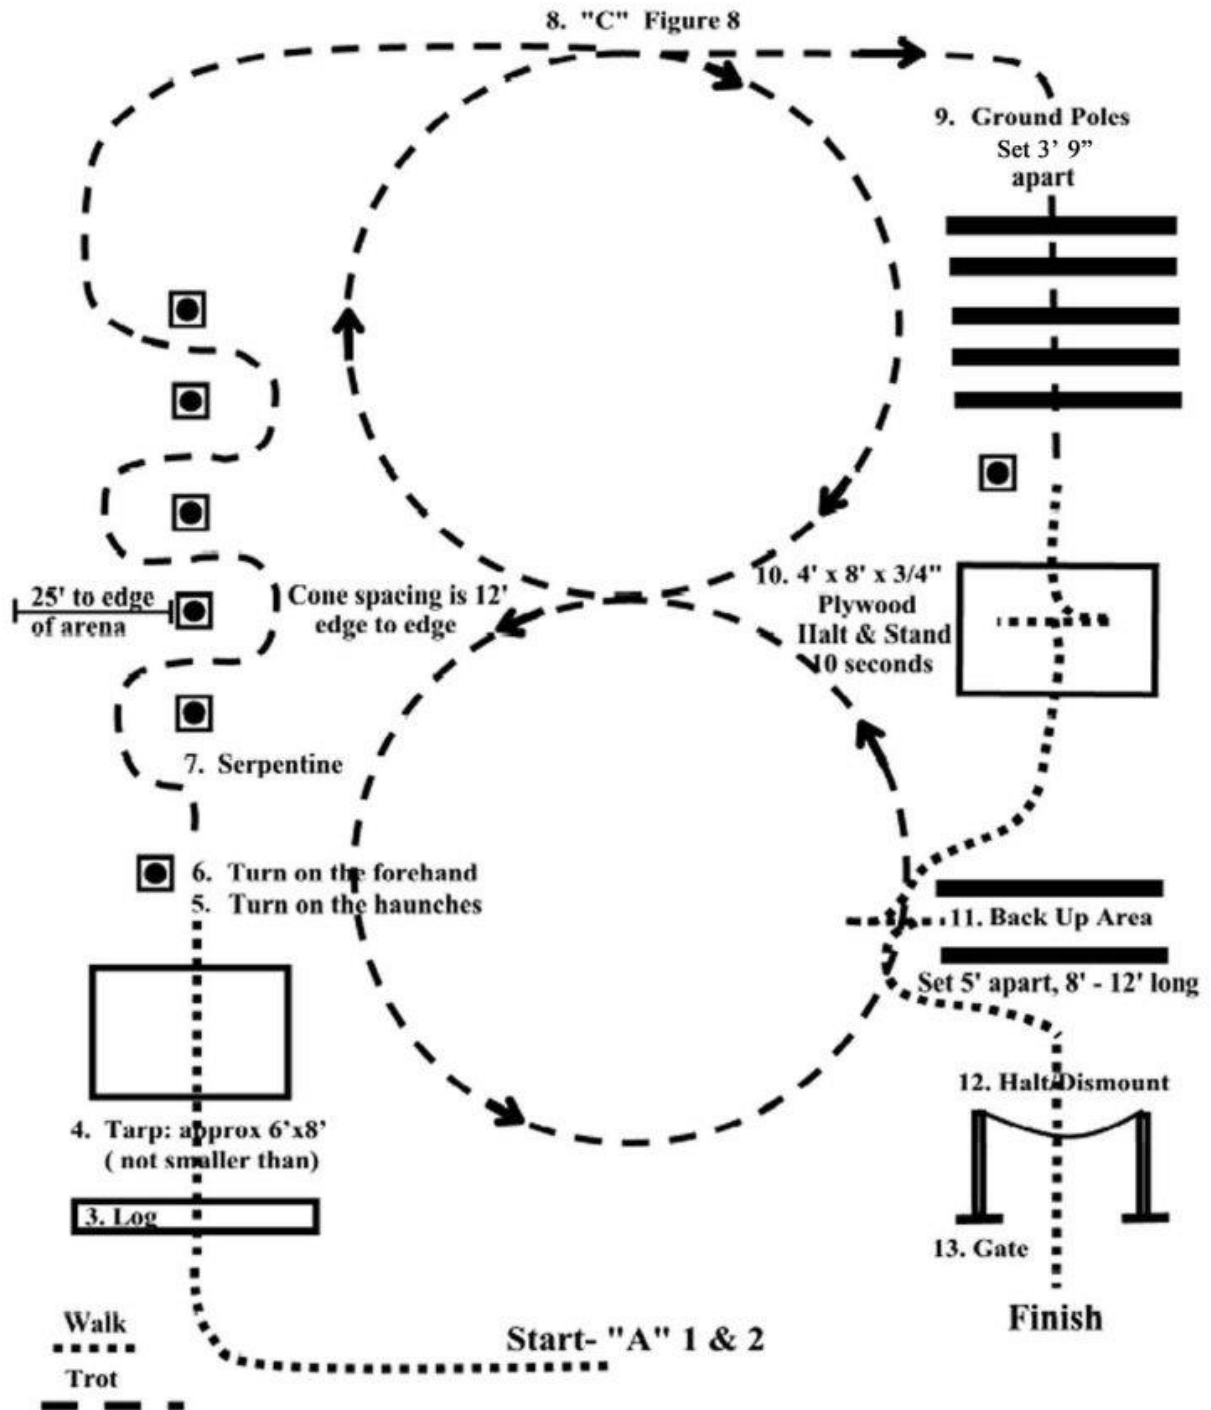 8. "C" Figure 8
9. Ground Poles
Set 3’ 9”
apart
25' to edge
of arena
Cone spacing is 12'
edge to edge
10. 4' x 8' x 3/4"
Plywood
Halt & Stand
10 seconds
7. Serpentine
6. Turn on the forehand
5. Turn on the haunches
11. Back Up Area
Set 5' apart, 8' - 12' long
4. Tarp: approx 6’x8’
( not smaller than)
12. Halt/Dismount
3. Log
13. Gate
Finish
Start- "A" 1 & 2
Walk
Trot